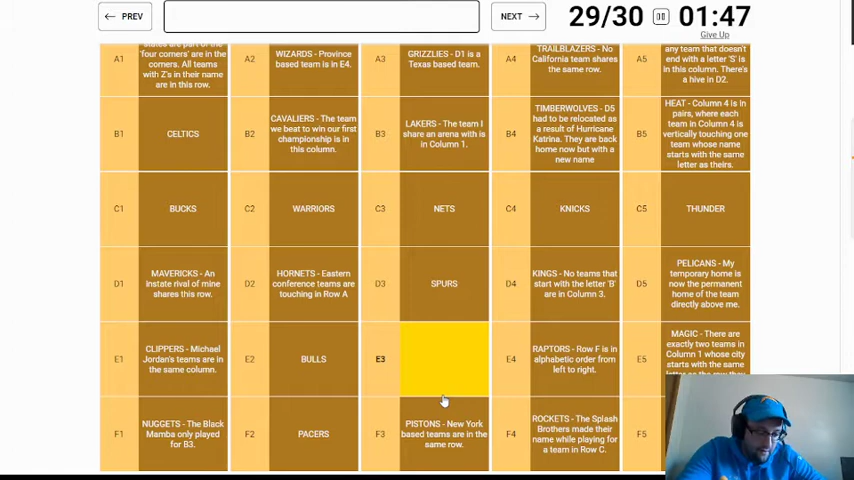 ← PREV
NEXT →
29/30
01:47
Give Up
A1
states are part of the
'four corners' are in the
corners. All teams
with Z's in their name
are in this row.
A2
WIZARDS - Province
based team is in E4.
A3
GRIZZLIES - D1 is a
Texas based team.
A4
TRAILBLAZERS - No
California team shares
the same row.
A5
any team that doesn't
end with a letter 'S' is
in this column. There's
a hive in D2.
B1
CELTICS
B2
CAVALIERS - The team
we beat to win our first
championship is in
this column.
B3
LAKERS - The team I
share an arena with is
in Column 1.
B4
TIMBERWOLVES - D5
had to be relocated as
a result of Hurricane
Katrina. They are back
home now but with a
new name
B5
HEAT - Column 4 is in
pairs, where each
team in Column 4 is
vertically touching one
team whose name
starts with the same
letter as theirs.
C1
BUCKS
C2
WARRIORS
C3
NETS
C4
KNICKS
C5
THUNDER
D1
MAVERICKS - An
instate rival of mine
shares this row.
D2
HORNETS - Eastern
conference teams are
touching in Row A
D3
SPURS
D4
KINGS - No teams that
start with the letter 'B'
are in Column 3.
D5
PELICANS - My
temporary home is
now the permanent
home of the team
directly above me.
E1
CLIPPERS - Michael
Jordan's teams are in
the same column.
E2
BULLS
E3
E4
RAPTORS - Row F is in
alphabetic order from
left to right.
E5
MAGIC - There are
exactly two teams in
Column 1 whose city
starts with the same
F1
NUGGETS - The Black
Mamba only played
for B3.
F2
PACERS
F3
PISTONS - New York
based teams are in the
same row.
F4
ROCKETS - The Splash
Brothers made their
name while playing for
a team in Row C.
F5